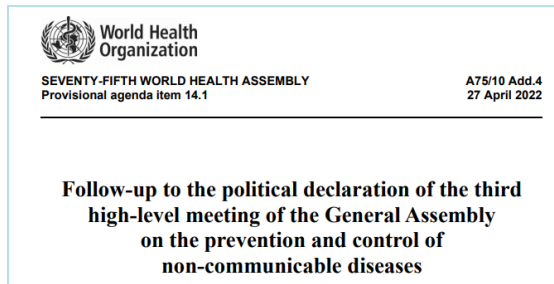 World Health
Organization
SEVENTY-FIFTH WORLD HEALTH ASSEMBLY A75/10 Add.4
Provisional agenda item 14.1 27 April 2022
Follow-up to the political declaration of the third
high-level meeting of the General Assembly
on the prevention and control of
non-communicable diseases